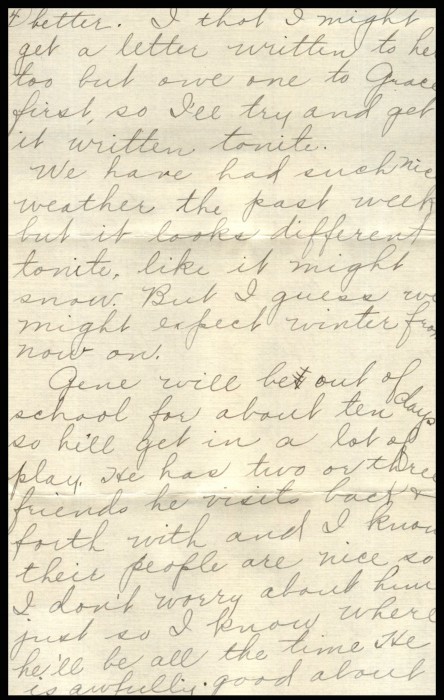 better. I thot I might
get a letter written to he
too but owe one to Grace
first, so I'll try and get
it written tonite.
We have had such nice
weather the past week
but it looks different
tonite, like it might
snow. But I guess we
might expect winter from
now on.
Gene will be out of
school for about ten days
so he'll get in a lot of
play. He has two or three
friends he visits back &
forth with and I know
their people are nice so
I don't worry about him
just so I know where
he'll be all the time He
is awfully good about